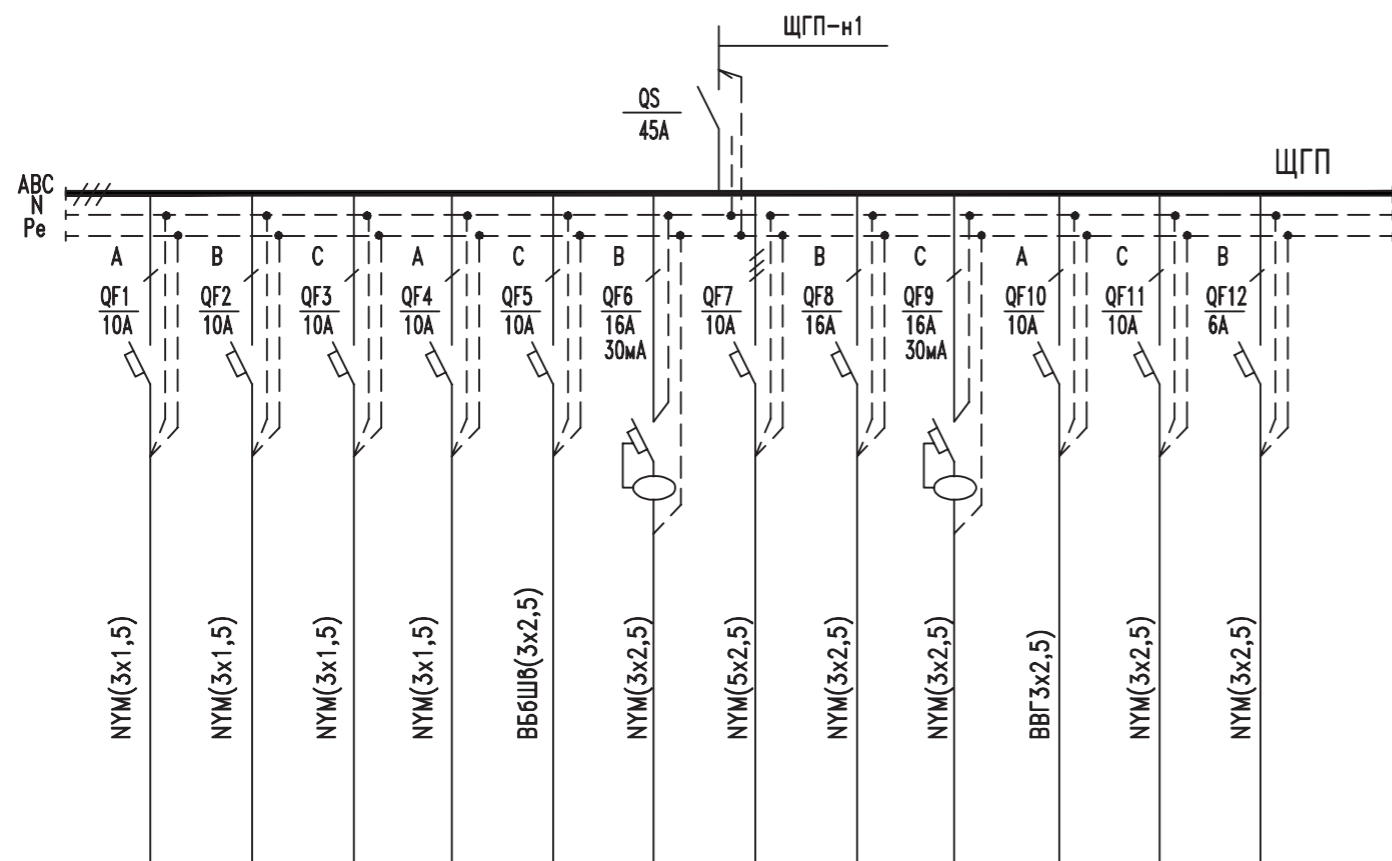 ЩГП-н1
QS
45А
ЩГП
ABC
N
Pe
A B C A C B B C A C B
QF1 QF2 QF3 QF4 QF5 QF6 QF7 QF8 QF9 QF10 QF11 QF12
10А 10А 10А 10А 10А 16А 10А 16А 16А 10А 10А 6А
30мА 30мА
NYM(3x1,5)
NYM(3x1,5)
NYM(3x1,5)
NYM(3x1,5)
ВБбШв(3x2,5)
NYM(3x2,5)
NYM(5x2,5)
NYM(3x2,5)
NYM(3x2,5)
ВВГ3x2,5)
NYM(3x2,5)
NYM(3x2,5)